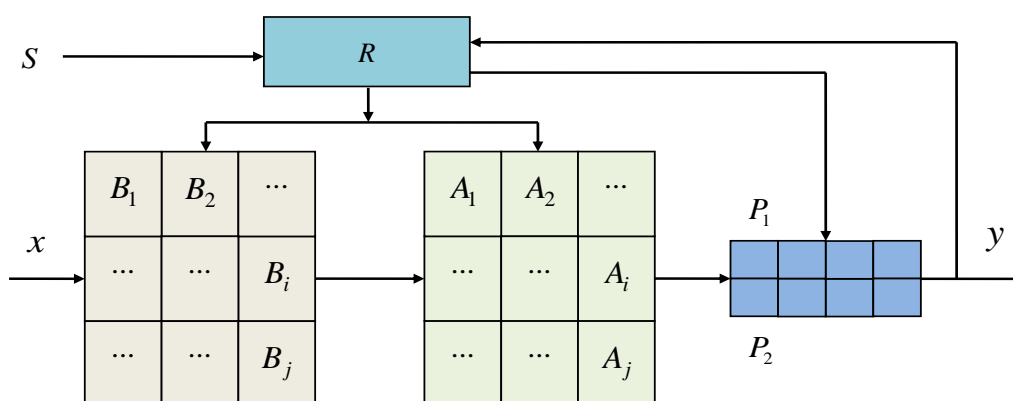 S
R
B₁ B₂ ...
A₁ A₂ ...
P₁
x
y
... ... Bᵢ
... ... Aᵢ
P₂
... ... Bⱼ
... ... Aⱼ